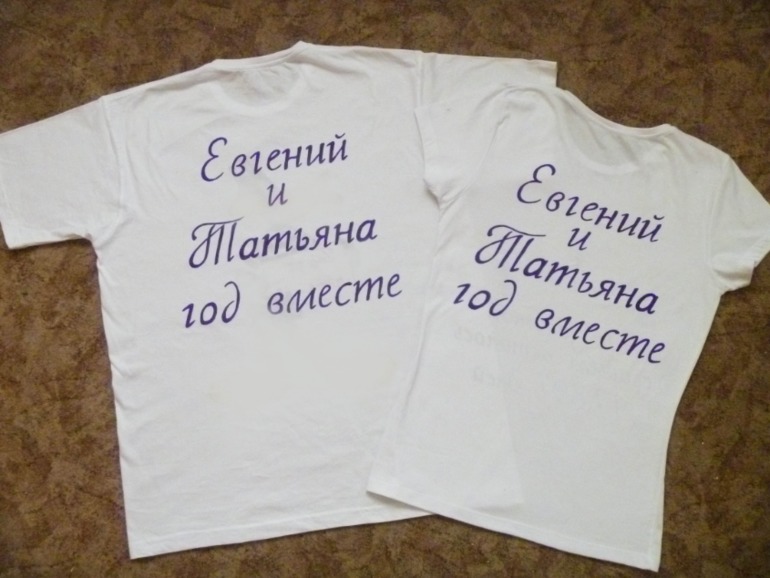 Евгений
и
Татьяна
год вместе
Евгений
и
Татьяна
год вместе